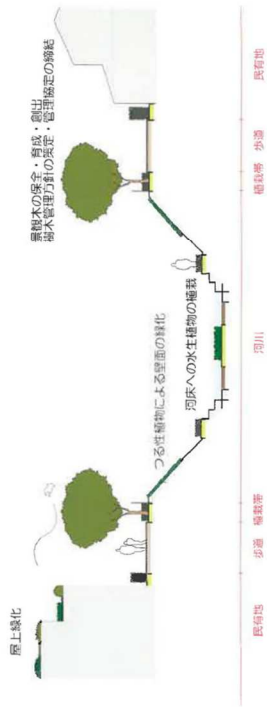 屋上緑化
景観木の保全・育成・創出
樹木管理方針の策定・管理協定の締結
つる性植物による壁面の緑化
河床への水生植物の植栽
民有地
歩道
植栽帯
河川
植栽帯
歩道
民有地